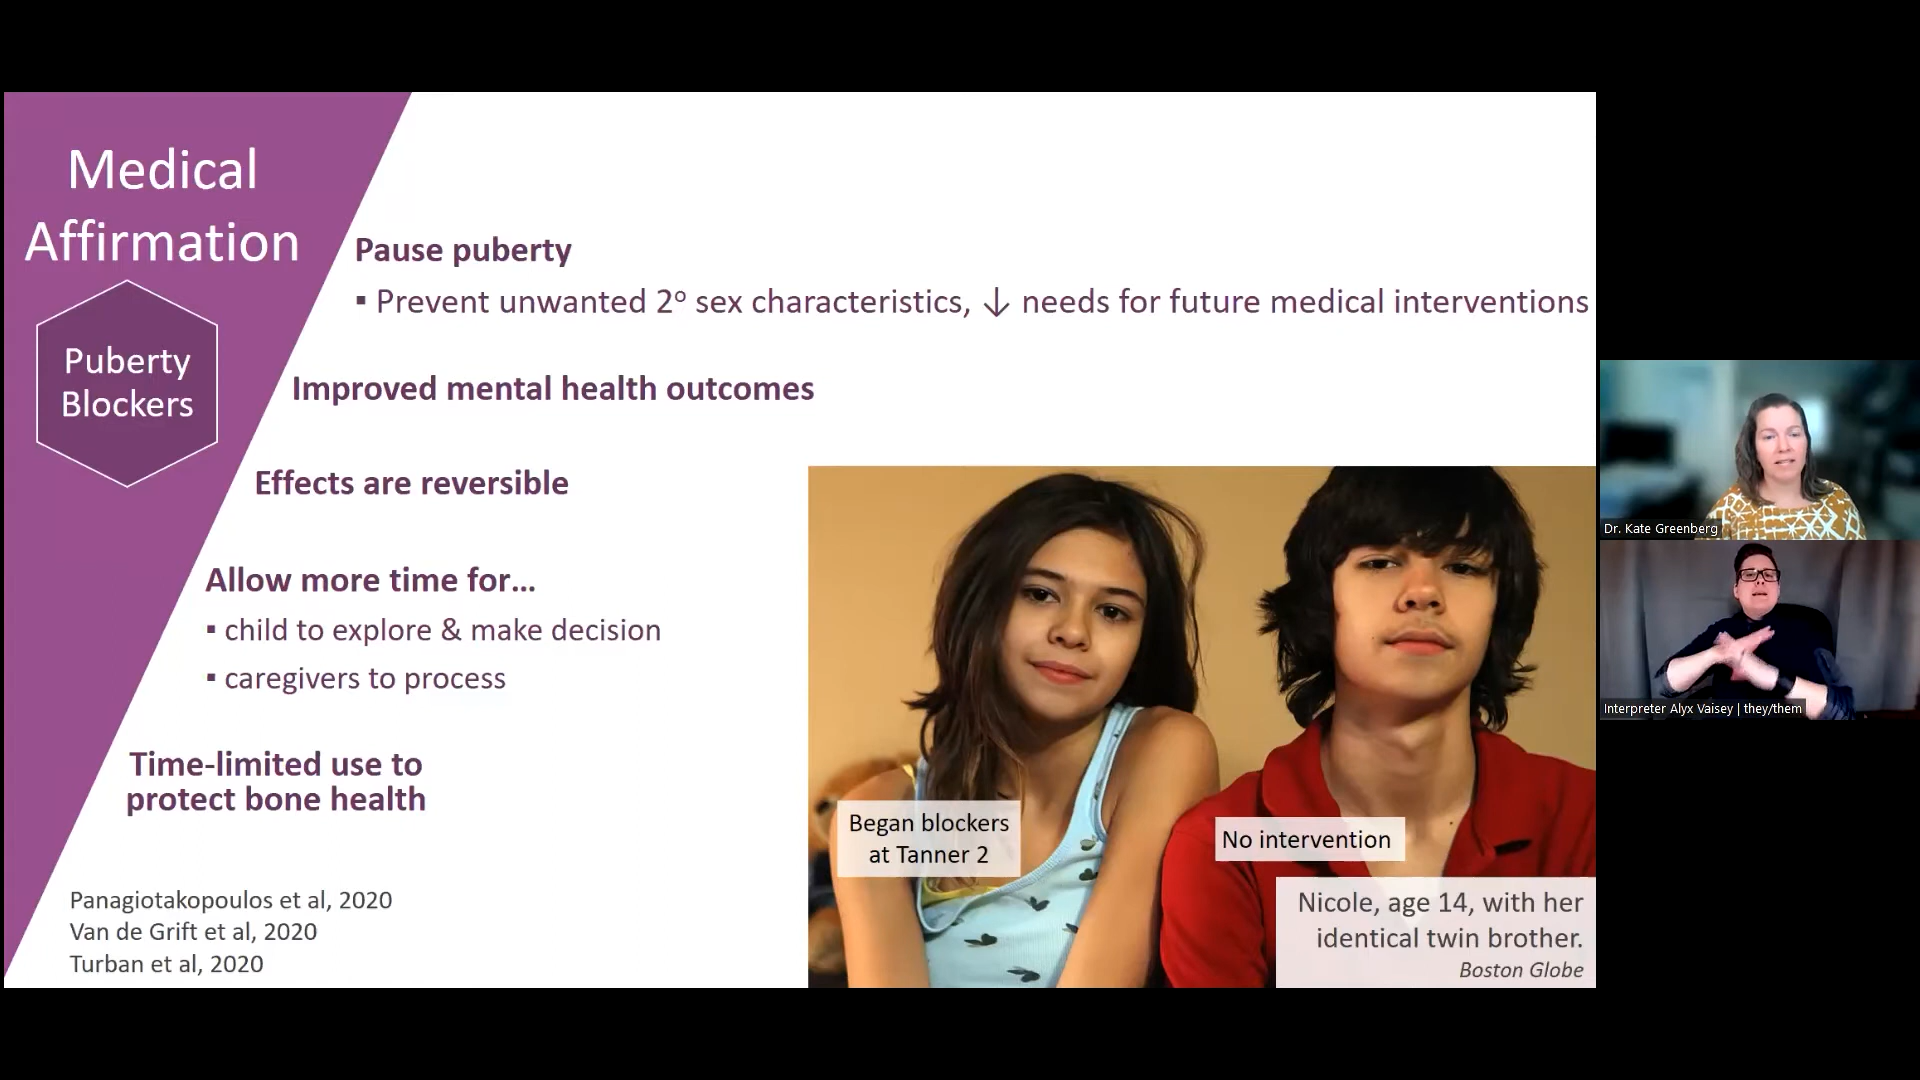 Medical
Affirmation
Puberty
Blockers
Pause puberty
▪ Prevent unwanted 2º sex characteristics, ↓ needs for future medical interventions
Improved mental health outcomes
Effects are reversible
Allow more time for...
▪ child to explore & make decision
▪ caregivers to process
Time-limited use to
protect bone health
Panagiotakopoulos et al, 2020
Van de Grift et al, 2020
Turban et al, 2020
Began blockers
at Tanner 2
No intervention
Nicole, age 14, with her
identical twin brother.
Boston Globe
Dr. Kate Greenberg
Interpreter Alyx Vaisey | they/them